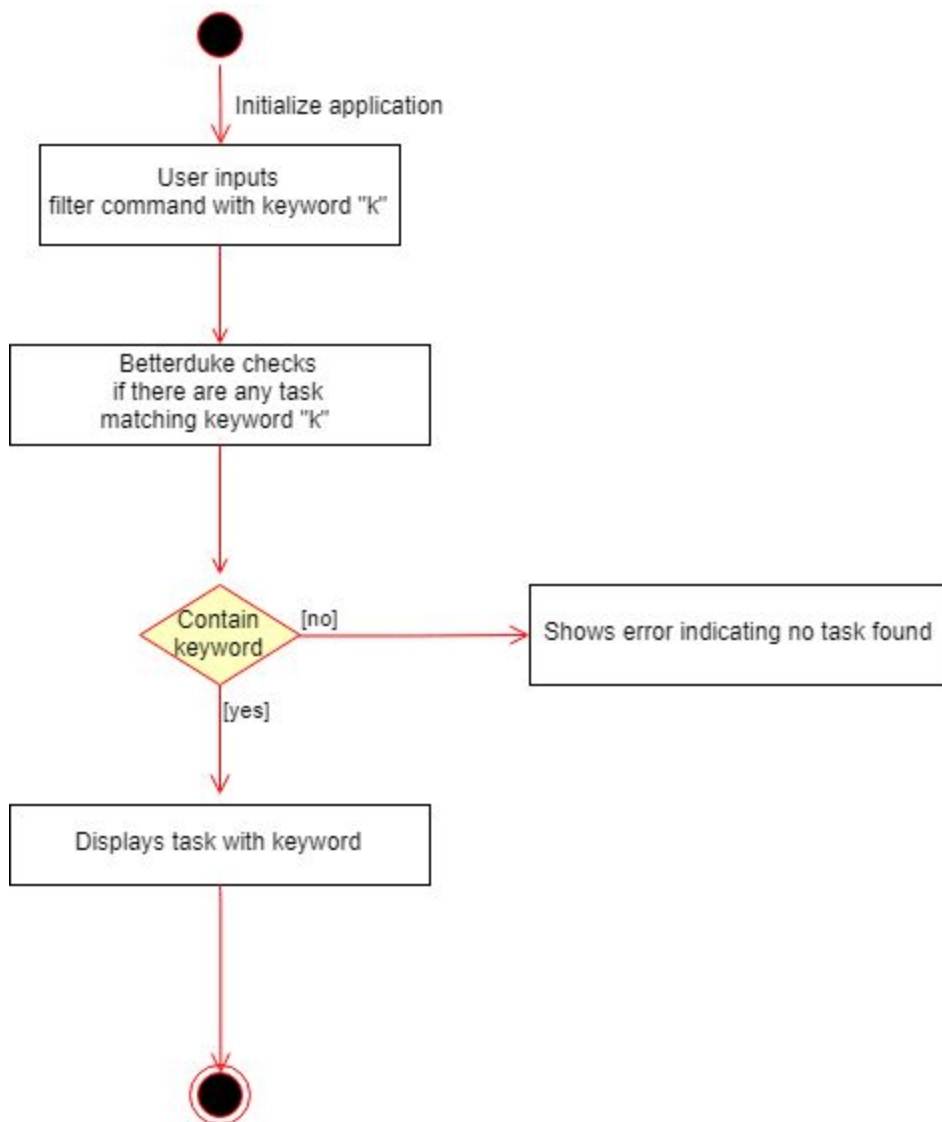 Initialize application
User inputs
filter command with keyword "k"
Betterduke checks
if there are any task
matching keyword "k"
Contain
keyword
[no]
Shows error indicating no task found
[yes]
Displays task with keyword